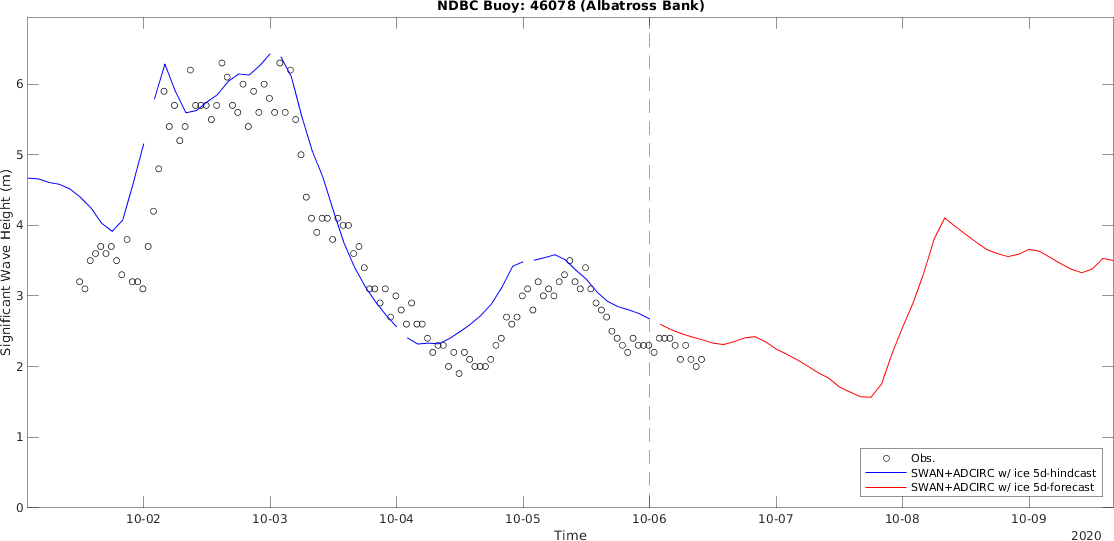 NDBC Buoy: 46078 (Albatross Bank)
Significant Wave Height (m)
6
5
4
3
2
1
0
10-02 10-03 10-04 10-05 10-06 10-07 10-08 10-09
Time
2020
Obs.
SWAN+ADCIRC w/ ice 5d-hindcast
SWAN+ADCIRC w/ ice 5d-forecast